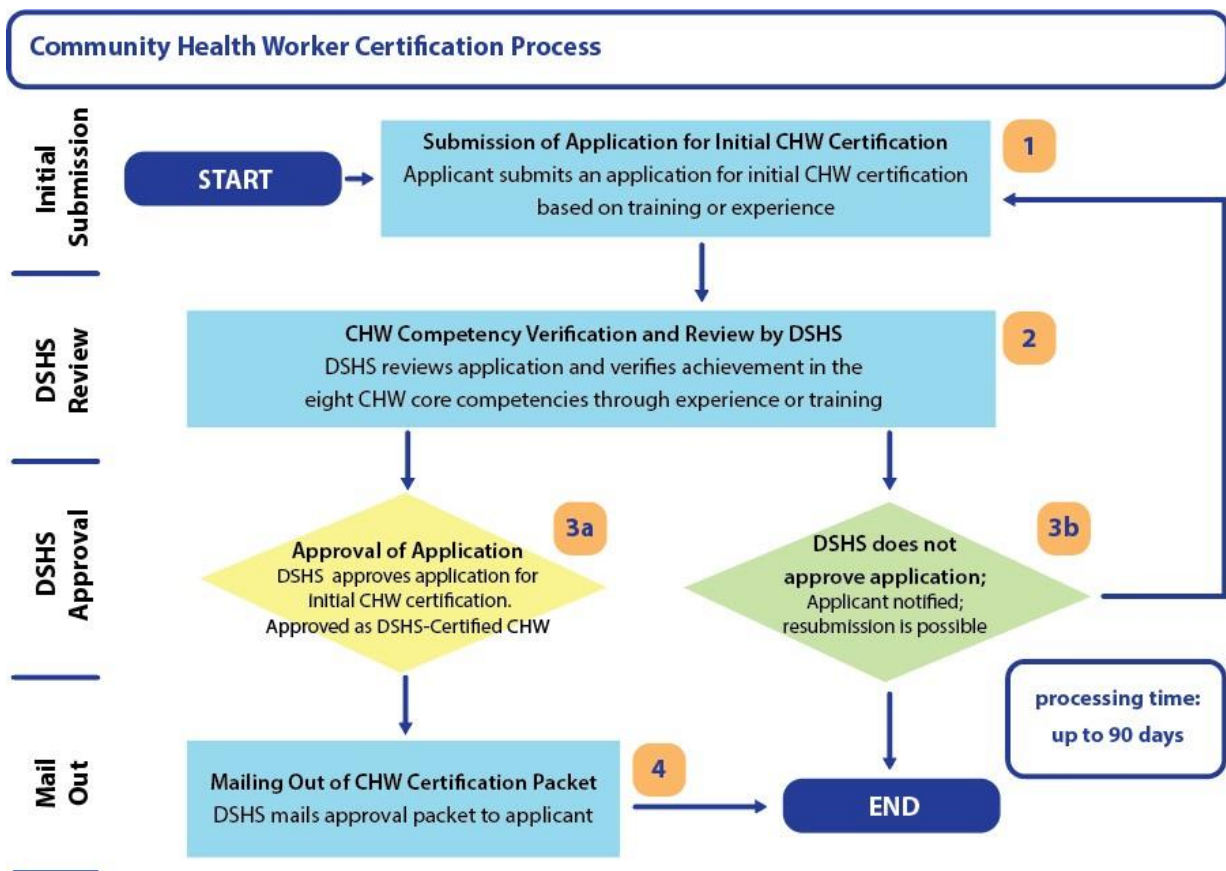 Community Health Worker Certification Process
Initial
Submission
START
Submission of Application for Initial CHW Certification
Applicant submits an application for initial CHW certification
based on training or experience
1
DSHS
Review
CHW Competency Verification and Review by DSHS
DSHS reviews application and verifies achievement in the
eight CHW core competencies through experience or training
2
DSHS
Approval
Approval of Application
DSHS approves application for
initial CHW certification.
Approved as DSHS-Certified CHW
3a
DSHS does not
approve application;
Applicant notified;
resubmission is possible
3b
processing time:
up to 90 days
Mail
Out
Mailing Out of CHW Certification Packet
DSHS mails approval packet to applicant
4
END